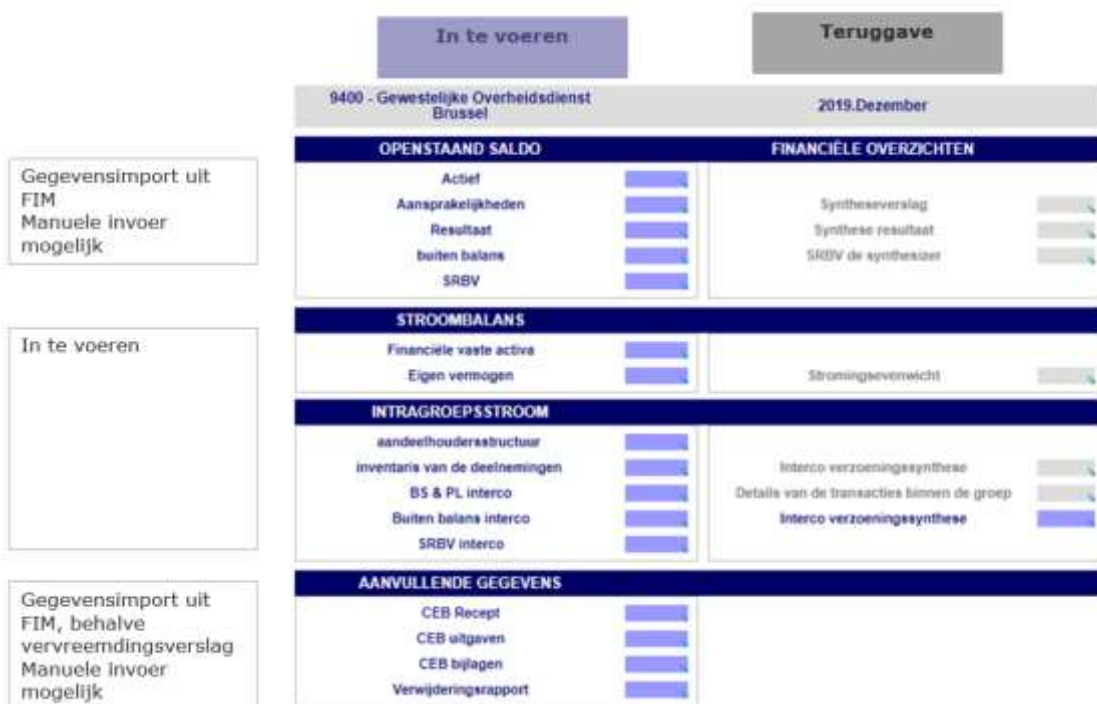 In te voeren
Teruggave
9400 - Gewestelijke Overheidsdienst
Brussel
2019.Dezember
OPENSTAAND SALDO
FINANCIËLE OVERZICHTEN
Gegevensimport uit
FIM
Manuele invoer
mogelijk
Actief
Aansprakelijkheden
Syntheseverslag
Resultaat
Synthese resultaat
buiten balans
SRBV de synthesizer
SRBV
STROOMBALANS
In te voeren
Financiële vaste activa
Eigen vermogen
Stromingsevenwicht
INTRAGROEPSSTROOM
aandeelhoudersstructuur
inventaris van de deelnemingen
Interco verzoeningssynthese
BS & PL interco
Details van de transacties binnen de groep
Buiten balans interco
Interco verzoeningssynthese
SRBV interco
AANVULLENDE GEGEVENS
Gegevensimport uit
FIM, behalve
vervreemdingsverslag
Manuele invoer
mogelijk
CEB Recept
CEB uitgaven
CEB bijlagen
Verwijderingsrapport